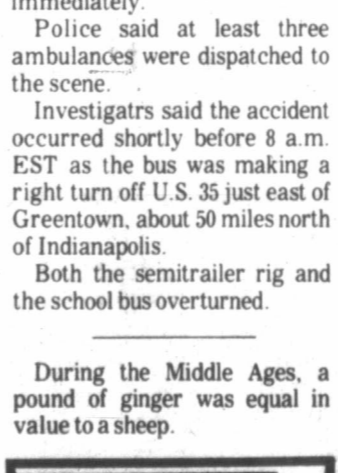 immediately.
Police said at least three
ambulances were dispatched to
the scene.
Investigatrs said the accident
occurred shortly before 8 a.m.
EST as the bus was making a
right turn off U.S. 35 just east of
Greentown, about 50 miles north
of Indianapolis.
Both the semitrailer rig and
the school bus overturned.
During the Middle Ages, a
pound of ginger was equal in
value to a sheep.